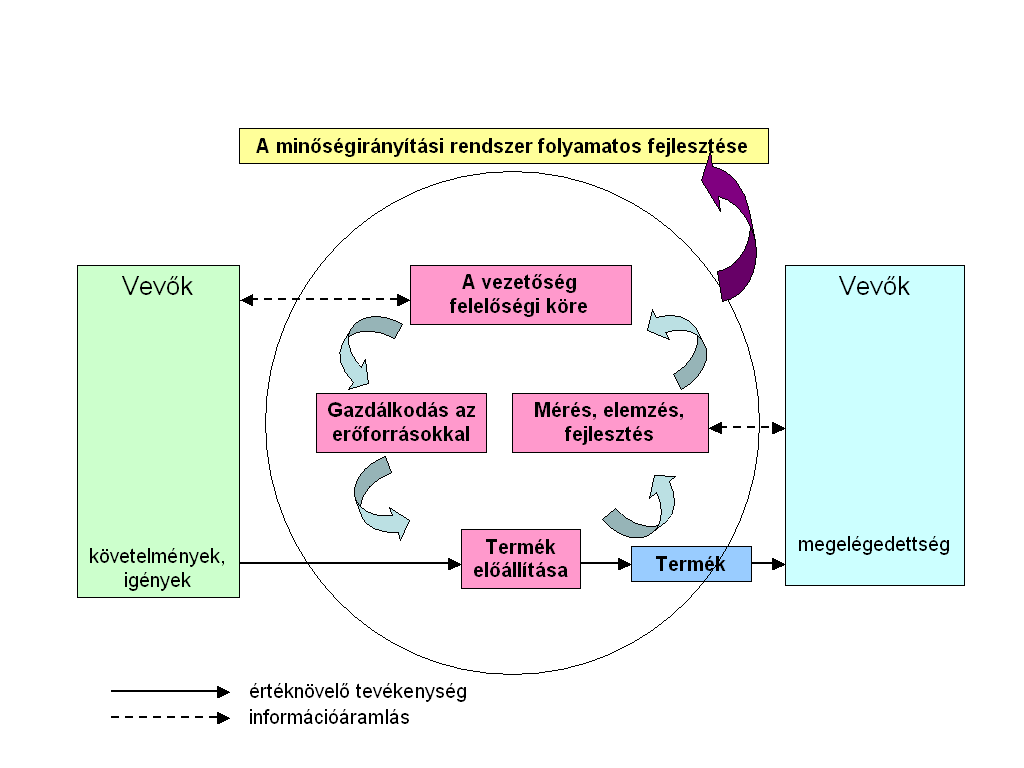 A minőségirányítási rendszer folyamatos fejlesztése
Vevők
A vezetőség
felelőségi köre
Vevők
Gazdálkodás az
erőforrásokkal
Mérés, elemzés,
fejlesztés
követelmények,
igények
Termék
előállítása
Termék
megelégedettség
értéknövelő tevékenység
információáramlás